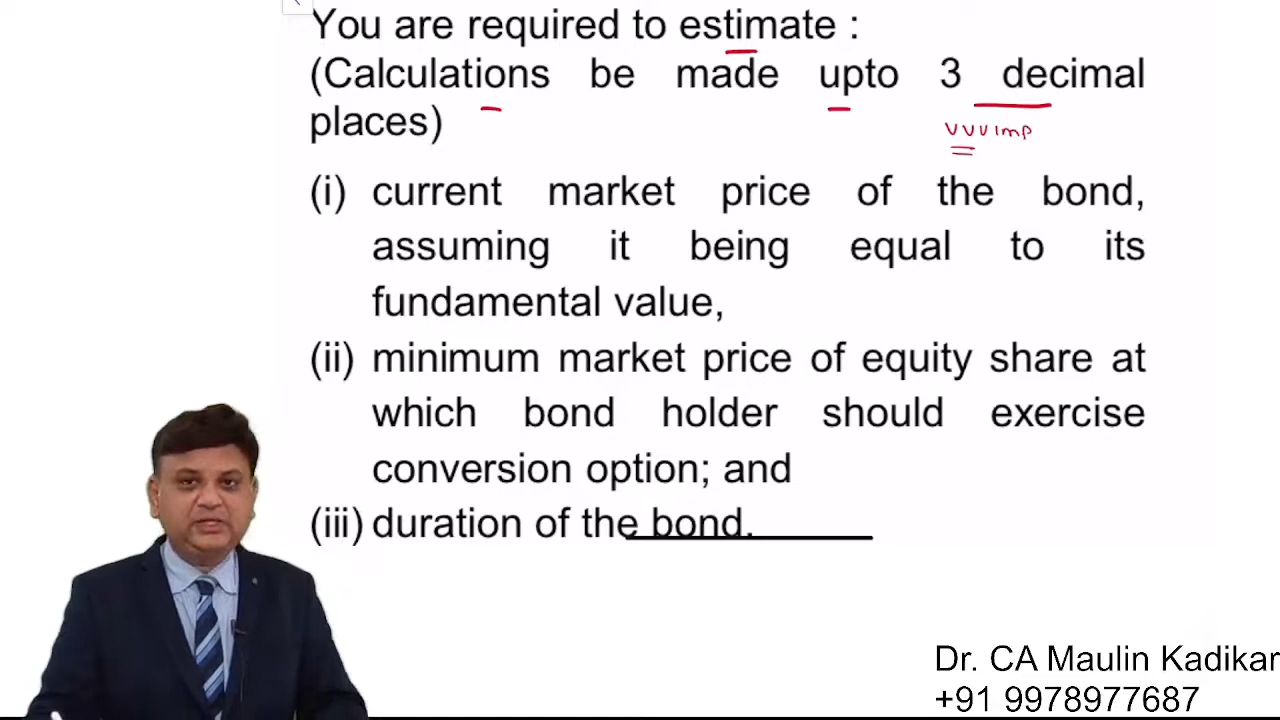 You are required to estimate :
(Calculations be made upto 3 decimal
places)
vvvimp
(i) current market price of the bond,
assuming it being equal to its
fundamental value,
(ii) minimum market price of equity share at
which bond holder should exercise
conversion option; and
(iii) duration of the bond.
Dr. CA Maulin Kadikar
+91 9978977687